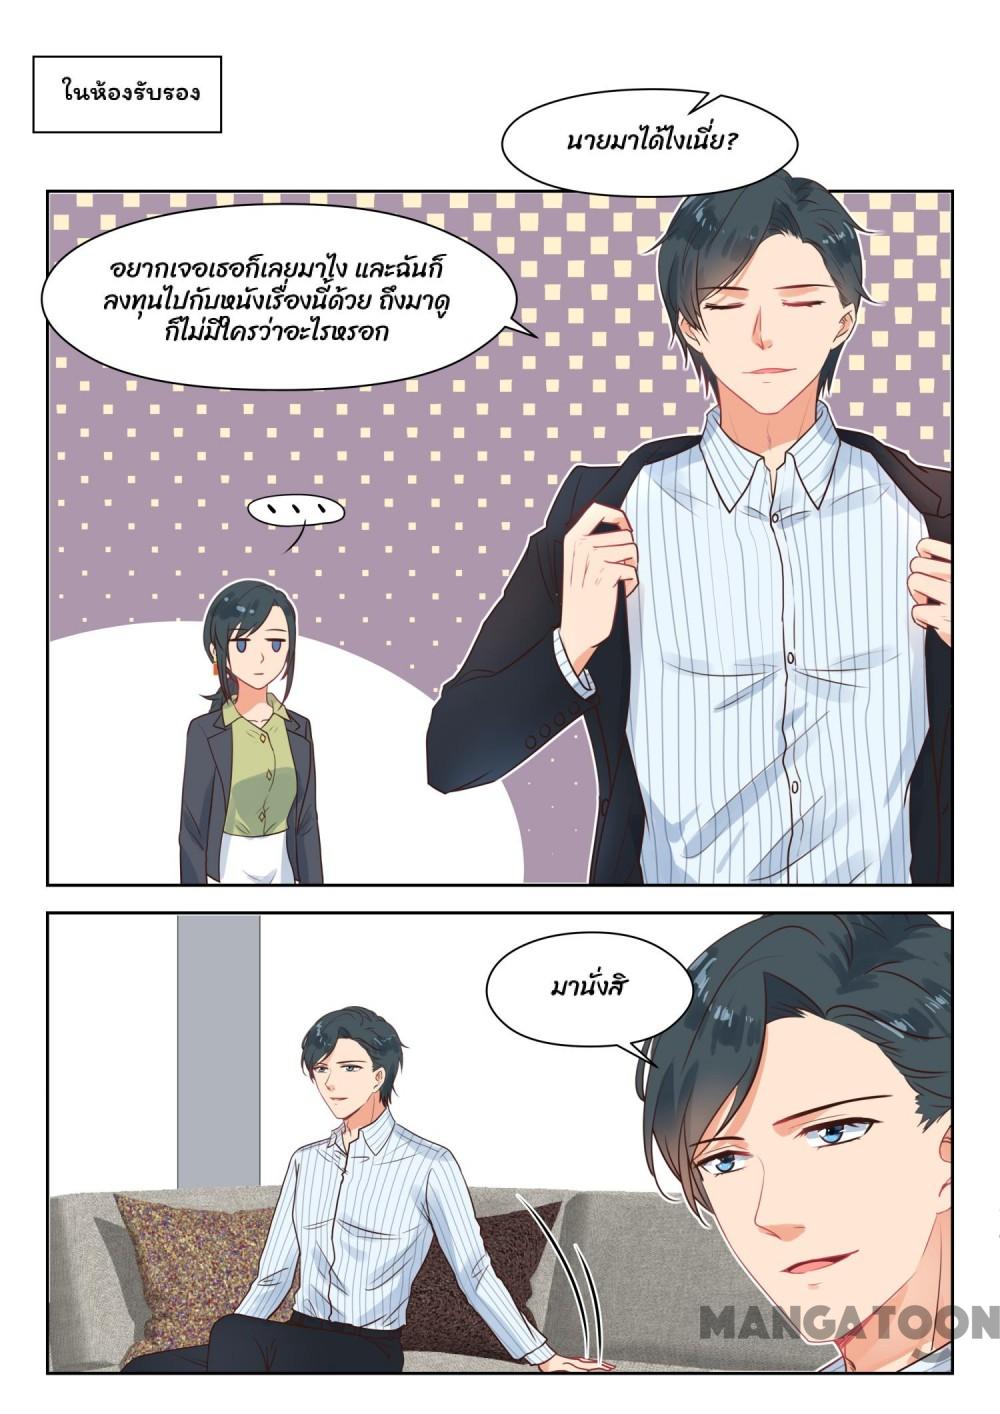 ในห้องรับรอง
นายมาได้ไงเนี่ย?
อยากเจอเธอก็เลยมาไง และฉันก็
ลงทุนไปกับหนังเรื่องนี้ด้วย ถึงมาดู
ก็ไม่มีใครว่าอะไรหรอก
มานั่งสิ
MANGATOON